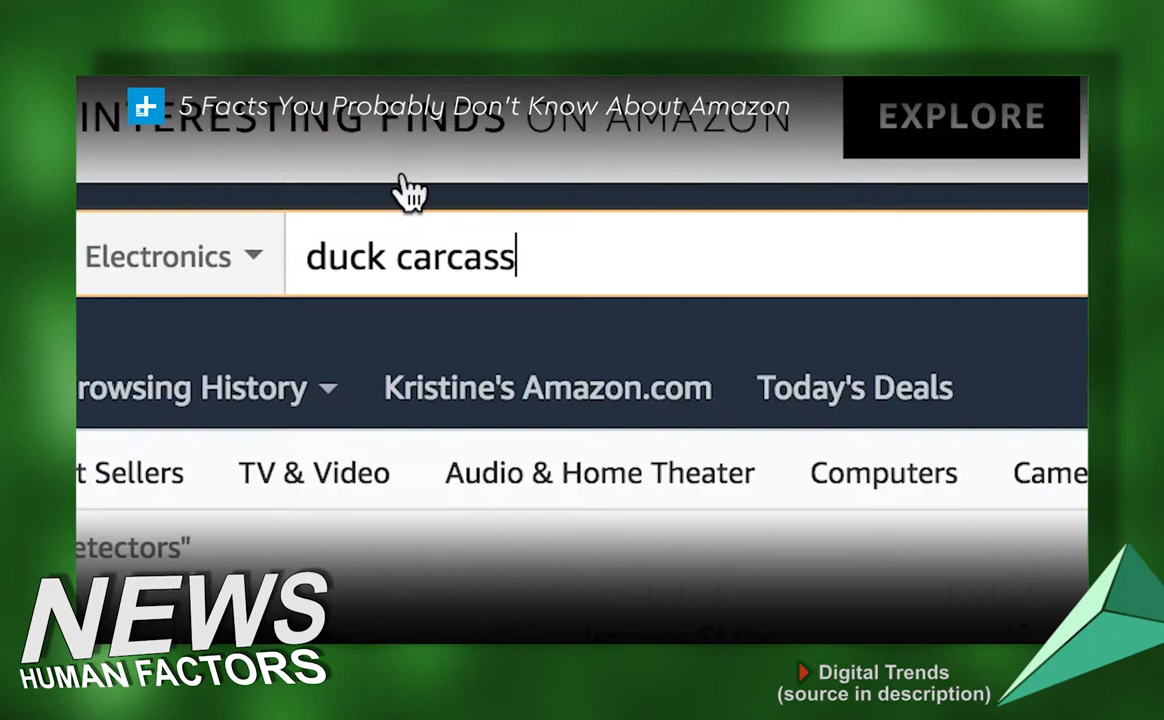 5 Facts You Probably Don't Know About Amazon
INTERESTING FINDS ON AMAZON
EXPLORE
Electronics
duck carcass
rowsing History
Kristine's Amazon.com
Today's Deals
t Sellers
TV & Video
Audio & Home Theater
Computers
Came
etectors"
NEWS
HUMAN FACTORS
Digital Trends
(source in description)